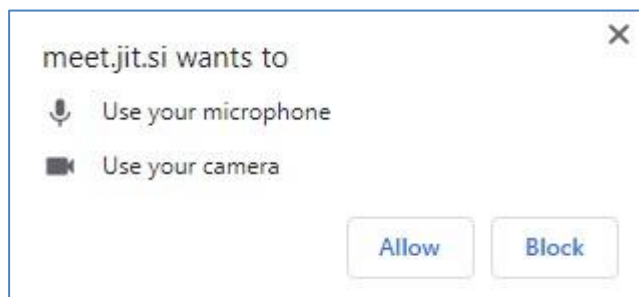 meet.jit.si wants to
Use your microphone
Use your camera
Allow Block